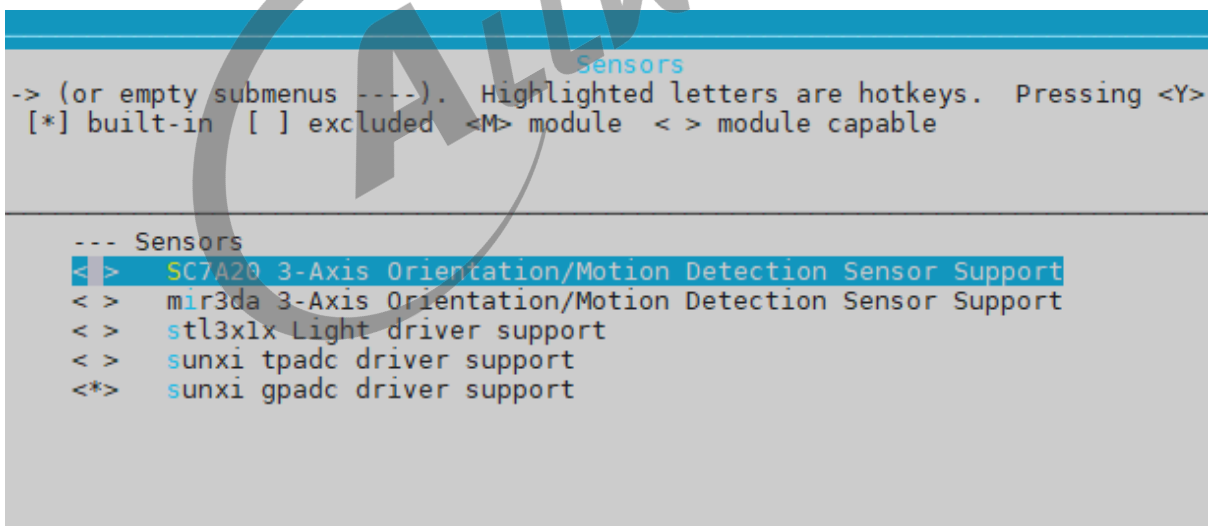 ALLW
Sensors
-> (or empty submenus ----).  Highlighted letters are hotkeys.  Pressing <Y>
[*] built-in  [ ] excluded  <M> module  < > module capable
--- Sensors
< >   SC7A20 3-Axis Orientation/Motion Detection Sensor Support
< >   mir3da 3-Axis Orientation/Motion Detection Sensor Support
< >   stl3x1x Light driver support
< >   sunxi tpadc driver support
<*>   sunxi gpadc driver support